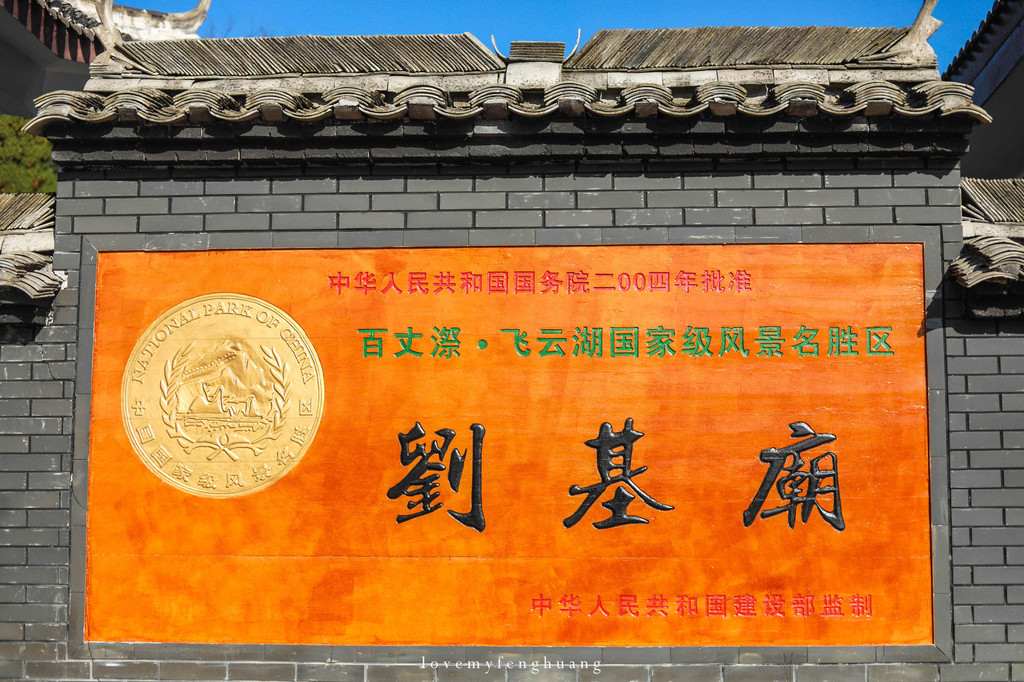 中华人民共和国国务院二00四年批准
百丈漈·飞云湖国家级风景名胜区
NATIONAL PARK OF CHINA
中国国家级风景名胜区
劉基廟
中华人民共和国建设部监制
lovemyfenghuang